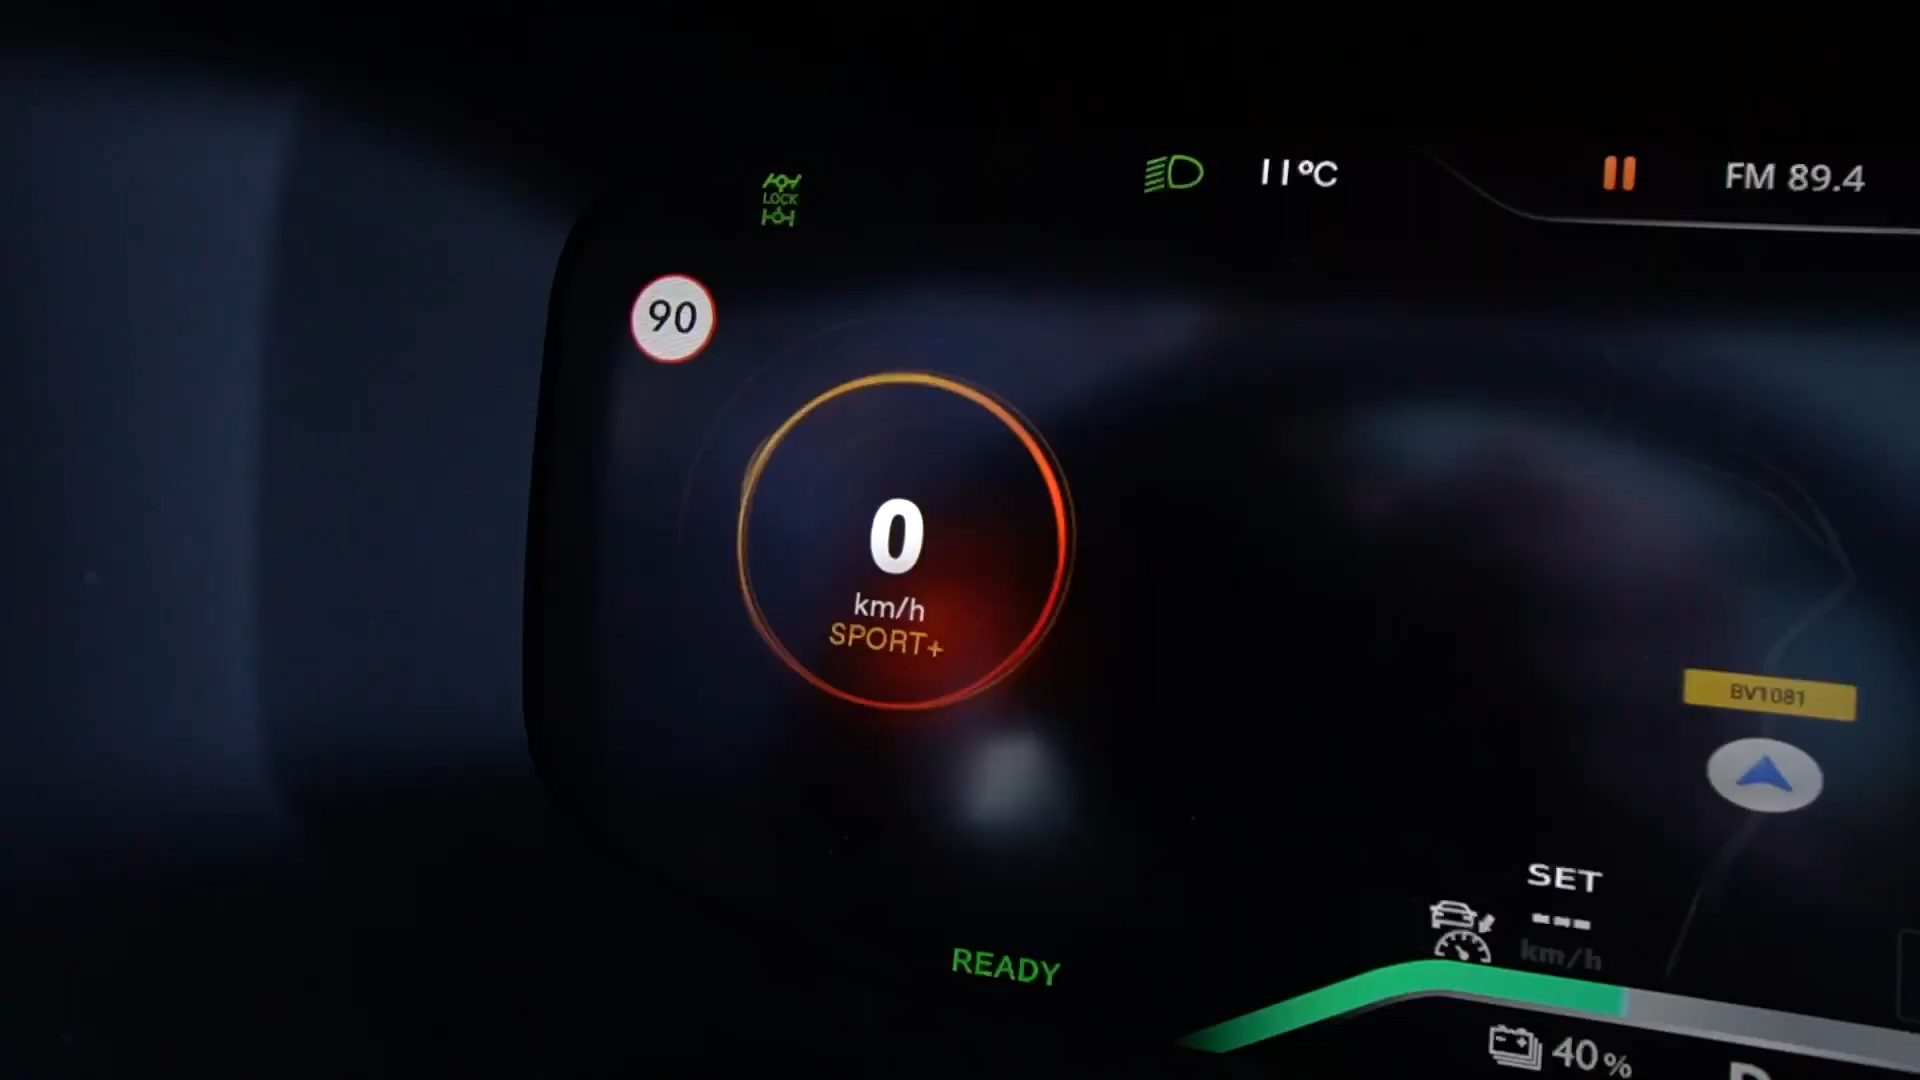 LOCK
11°C
FM 89.4
90
0
km/h
SPORT+
BV1081
SET
---
km/h
READY
40%